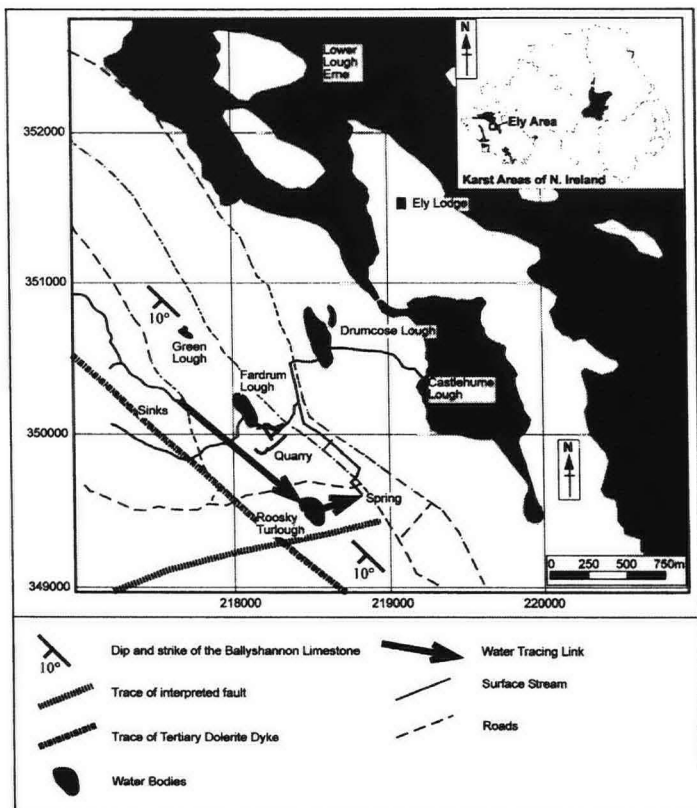 Lower
Lough
Erne
N
Ely Area
Karst Areas of N. Ireland
352000
Ely Lodge
351000
10°
Green
Lough
Drumcose Lough
Fardrum
Lough
Castlehume
Lough
Sinks
350000
Quarry
N
Spring
Roosky
Turlough
10°
0 250 500 750m
349000
218000 219000 220000
10°
Dip and strike of the Ballyshannon Limestone
Water Tracing Link
Trace of interpreted fault
Surface Stream
Trace of Tertiary Dolerite Dyke
Roads
Water Bodies